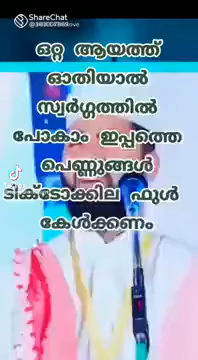 ShareChat
ഒറ്റ ആയത്ത്
ഓതിയാൽ
സ്വർഗ്ഗത്തിൽ
പോകാം ഇപ്പത്തെ
പെണ്ണുങ്ങൾ
ടിക്ടോക്കില ഫുൾ
കേൾക്കണം